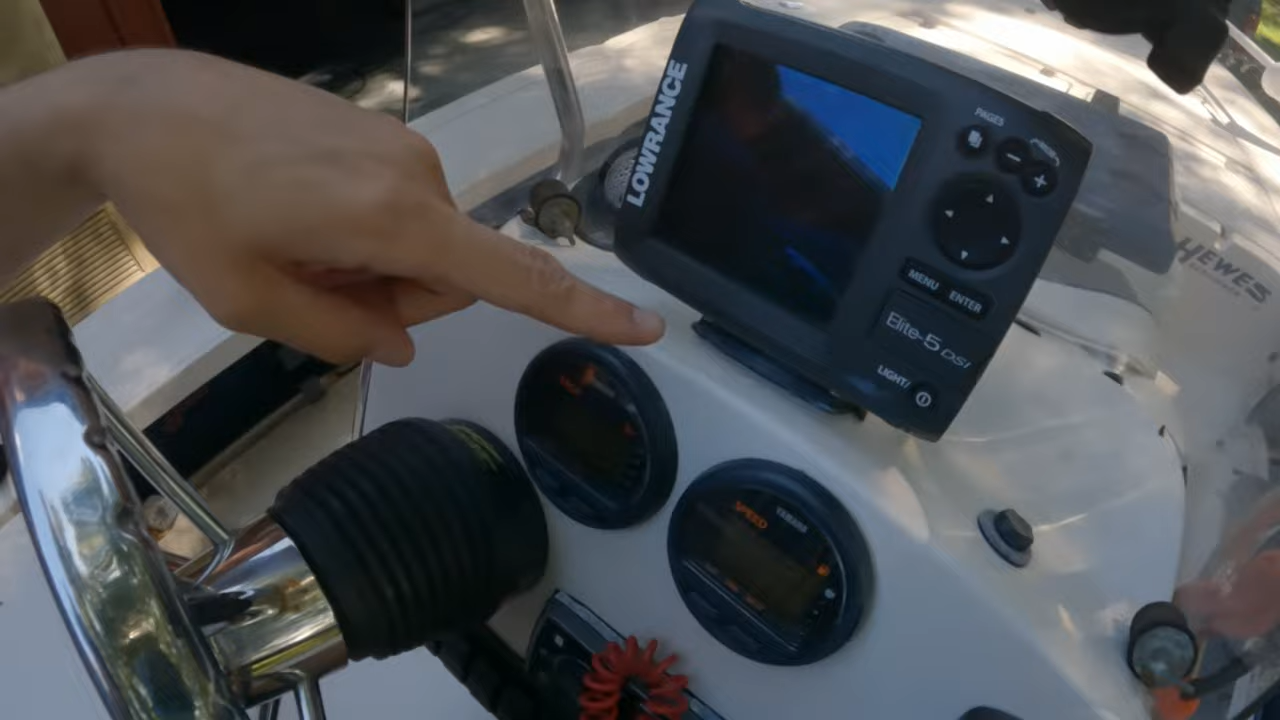 LOWRANCE
PAGES
MENU
ENTER
Elite-5 DSI
LIGHT/
HEWES
SPEED
YAMAHA